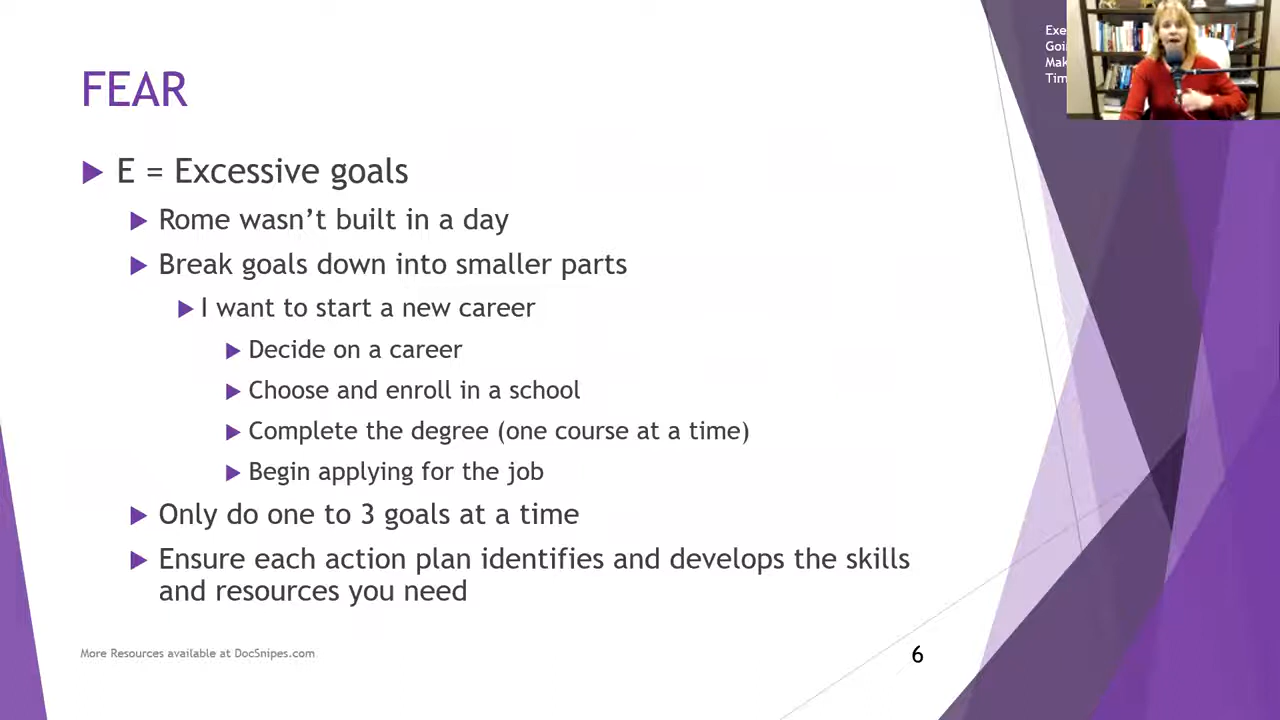 FEAR
E = Excessive goals
Rome wasn't built in a day
Break goals down into smaller parts
I want to start a new career
Decide on a career
Choose and enroll in a school
Complete the degree (one course at a time)
Begin applying for the job
Only do one to 3 goals at a time
Ensure each action plan identifies and develops the skills
and resources you need
More Resources available at DocSnipes.com
6